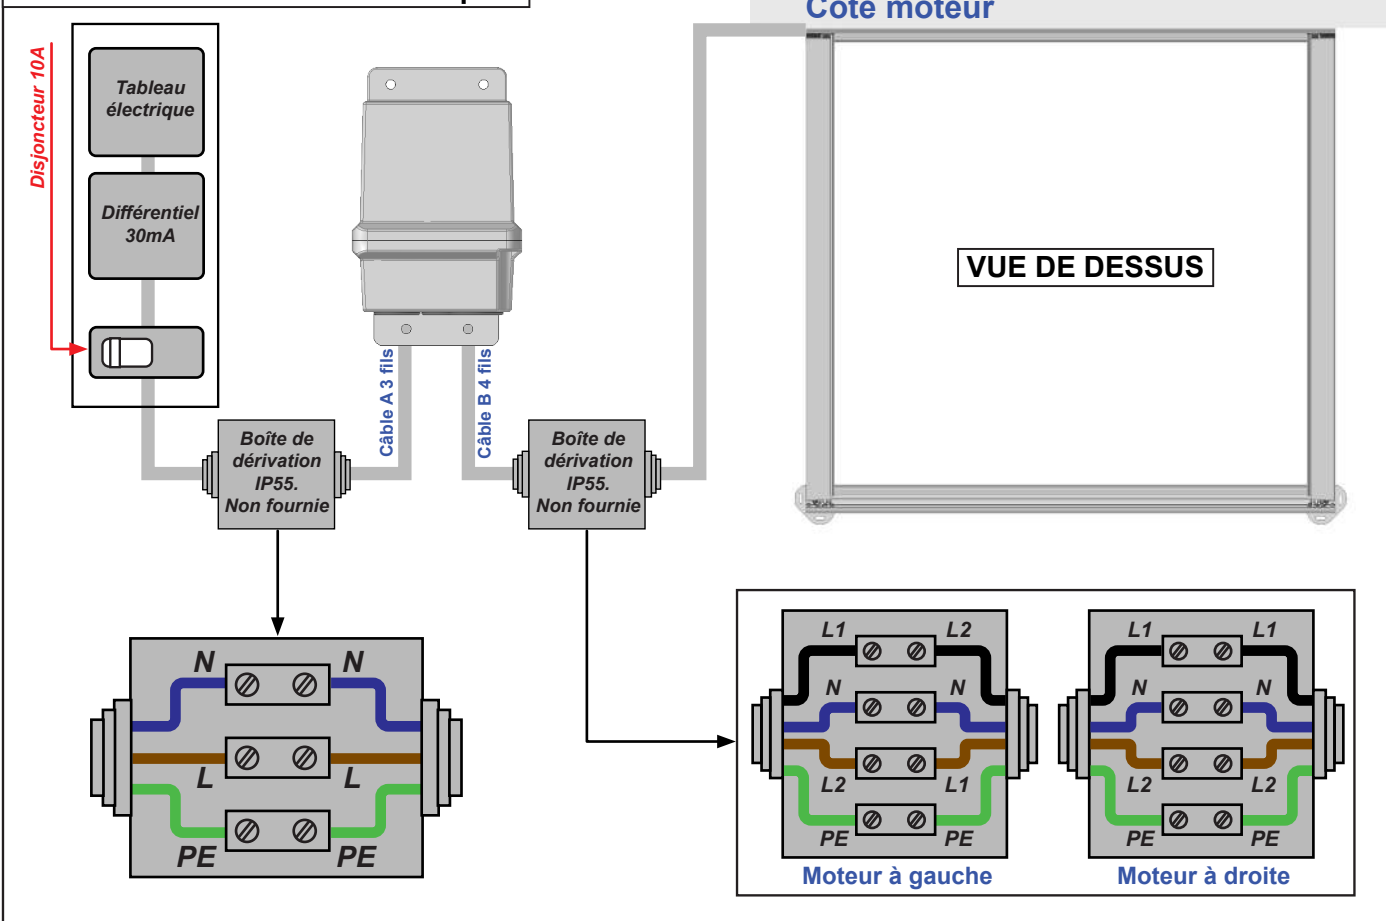 Côté moteur
Disjoncteur 10A
Tableau
électrique
Différentiel
30mA
VUE DE DESSUS
Câble A 3 fils
Câble B 4 fils
Boîte de
dérivation
IP55.
Non fournie
Boîte de
dérivation
IP55.
Non fournie
N N
L L
PE PE
L1 L2
N N
L2 L1
PE PE
Moteur à gauche
L1 L1
N N
L2 L2
PE PE
Moteur à droite